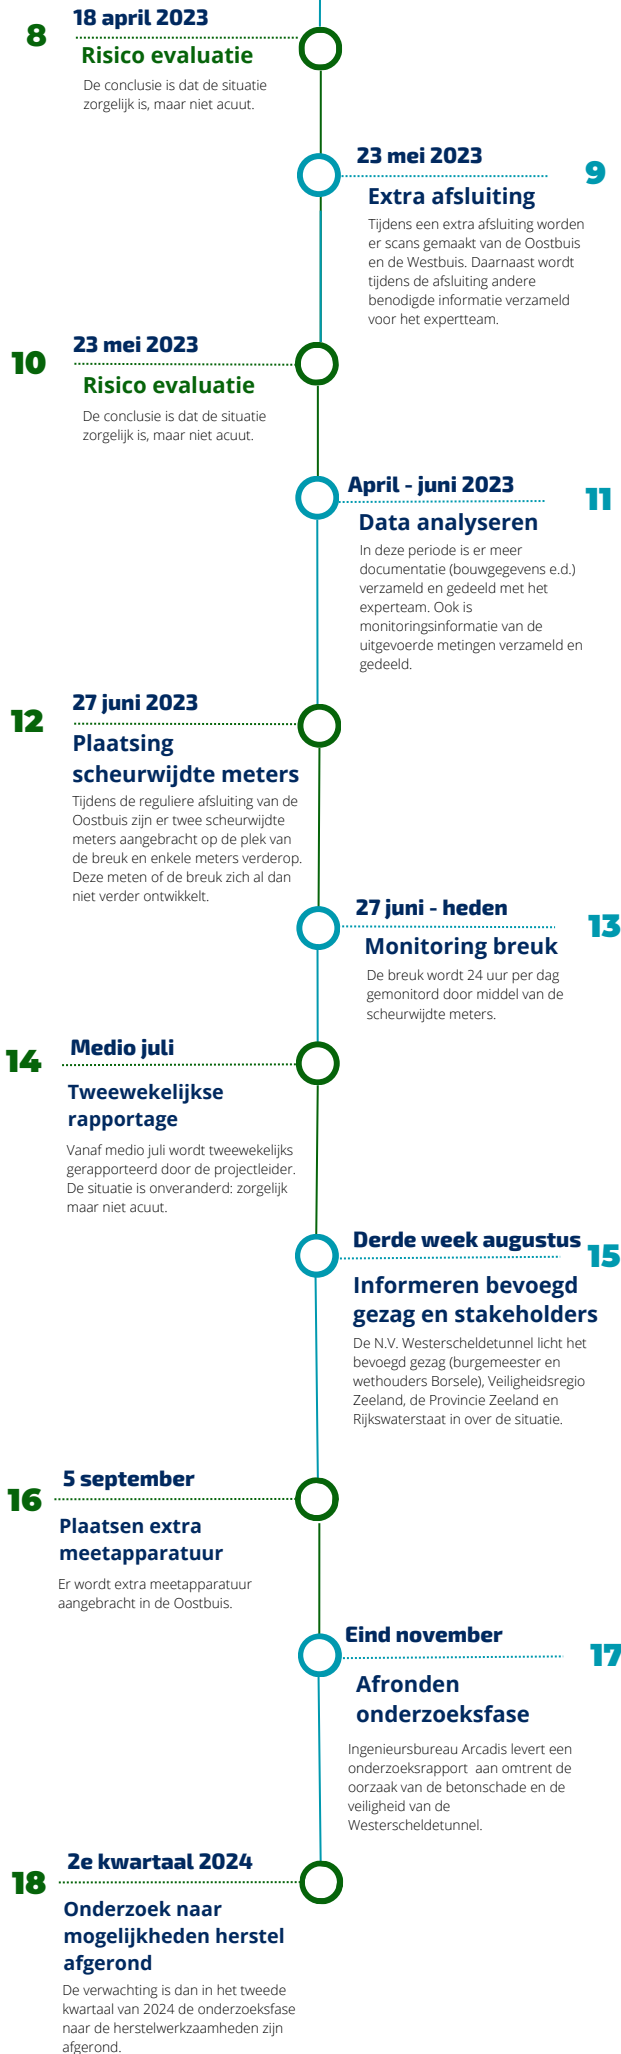 8
18 april 2023
Risico evaluatie
De conclusie is dat de situatie
zorgelijk is, maar niet acuut.
23 mei 2023
9
Extra afsluiting
Tijdens een extra afsluiting worden
er scans gemaakt van de Oostbuis
en de Westbuis. Daarnaast wordt
tijdens de afsluiting andere
benodigde informatie verzameld
voor het expertteam.
10
23 mei 2023
Risico evaluatie
De conclusie is dat de situatie
zorgelijk is, maar niet acuut.
April - juni 2023
11
Data analyseren
In deze periode is er meer
documentatie (bouwgegevens e.d.)
verzameld en gedeeld met het
experteam. Ook is
monitoringsinformatie van de
uitgevoerde metingen verzameld en
gedeeld.
12
27 juni 2023
Plaatsing
scheurwijdte meters
Tijdens de reguliere afsluiting van de
Oostbuis zijn er twee scheurwijdte
meters aangebracht op de plek van
de breuk en enkele meters verderop.
Deze meten of de breuk zich al dan
niet verder ontwikkelt.
27 juni - heden
13
Monitoring breuk
De breuk wordt 24 uur per dag
gemonitord door middel van de
scheurwijdte meters.
14
Medio juli
Tweewekelijkse
rapportage
Vanaf medio juli wordt tweewekelijks
gerapporteerd door de projectleider.
De situatie is onveranderd: zorgelijk
maar niet acuut.
Derde week augustus
15
Informeren bevoegd
gezag en stakeholders
De N.V. Westerscheldetunnel licht het
bevoegd gezag (burgemeester en
wethouders Borsele), Veiligheidsregio
Zeeland, de Provincie Zeeland en
Rijkswaterstaat in over de situatie.
16
5 september
Plaatsen extra
meetapparatuur
Er wordt extra meetapparatuur
aangebracht in de Oostbuis.
Eind november
17
Afronden
onderzoeksfase
Ingenieursbureau Arcadis levert een
onderzoeksrapport aan omtrent de
oorzaak van de betonschade en de
veiligheid van de
Westerscheldetunnel.
18
2e kwartaal 2024
Onderzoek naar
mogelijkheden herstel
afgerond
De verwachting is dan in het tweede
kwartaal van 2024 de onderzoeksfase
naar de herstelwerkzaamheden zijn
afgerond.